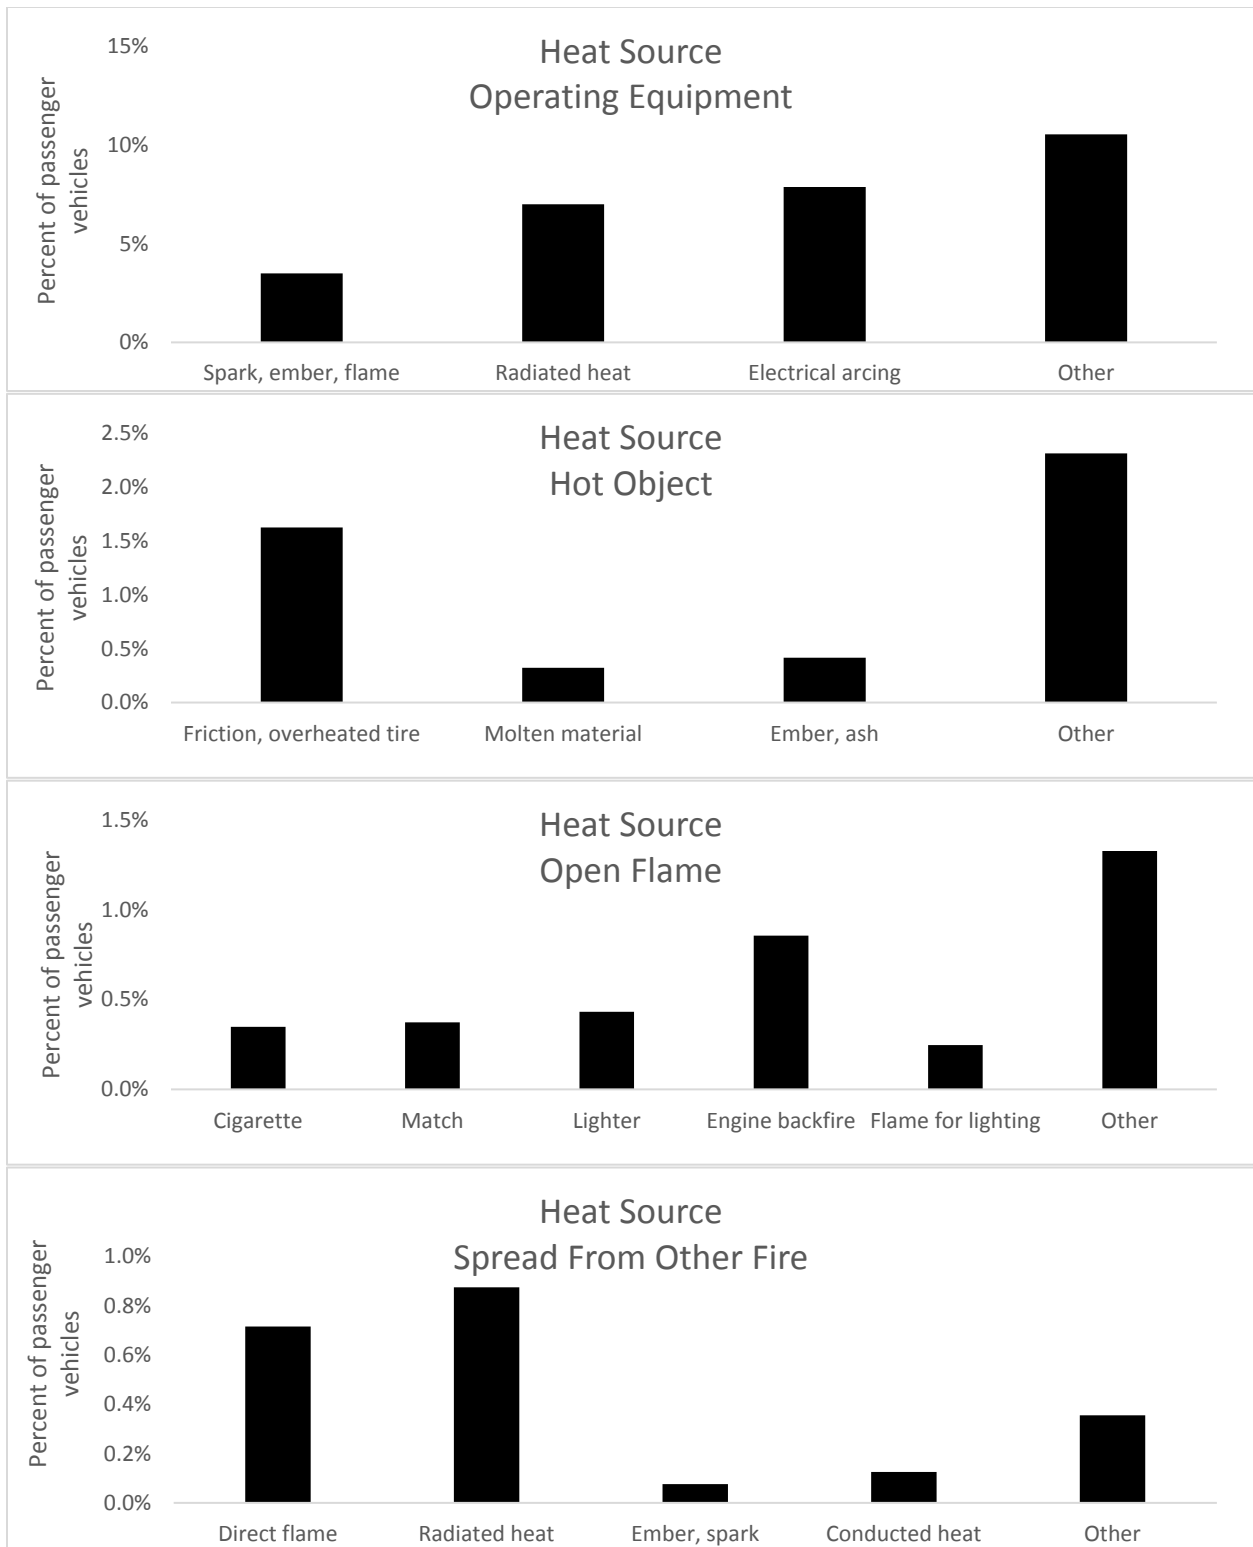 Heat Source
Operating Equipment
Percent of passenger
vehicles
15%
10%
5%
0%
Spark, ember, flame
Radiated heat
Electrical arcing
Other
Heat Source
Hot Object
Percent of passenger
vehicles
2.5%
2.0%
1.5%
1.0%
0.5%
0.0%
Friction, overheated tire
Molten material
Ember, ash
Other
Heat Source
Open Flame
Percent of passenger
vehicles
1.5%
1.0%
0.5%
0.0%
Cigarette
Match
Lighter
Engine backfire
Flame for lighting
Other
Heat Source
Spread From Other Fire
Percent of passenger
vehicles
1.0%
0.8%
0.6%
0.4%
0.2%
0.0%
Direct flame
Radiated heat
Ember, spark
Conducted heat
Other